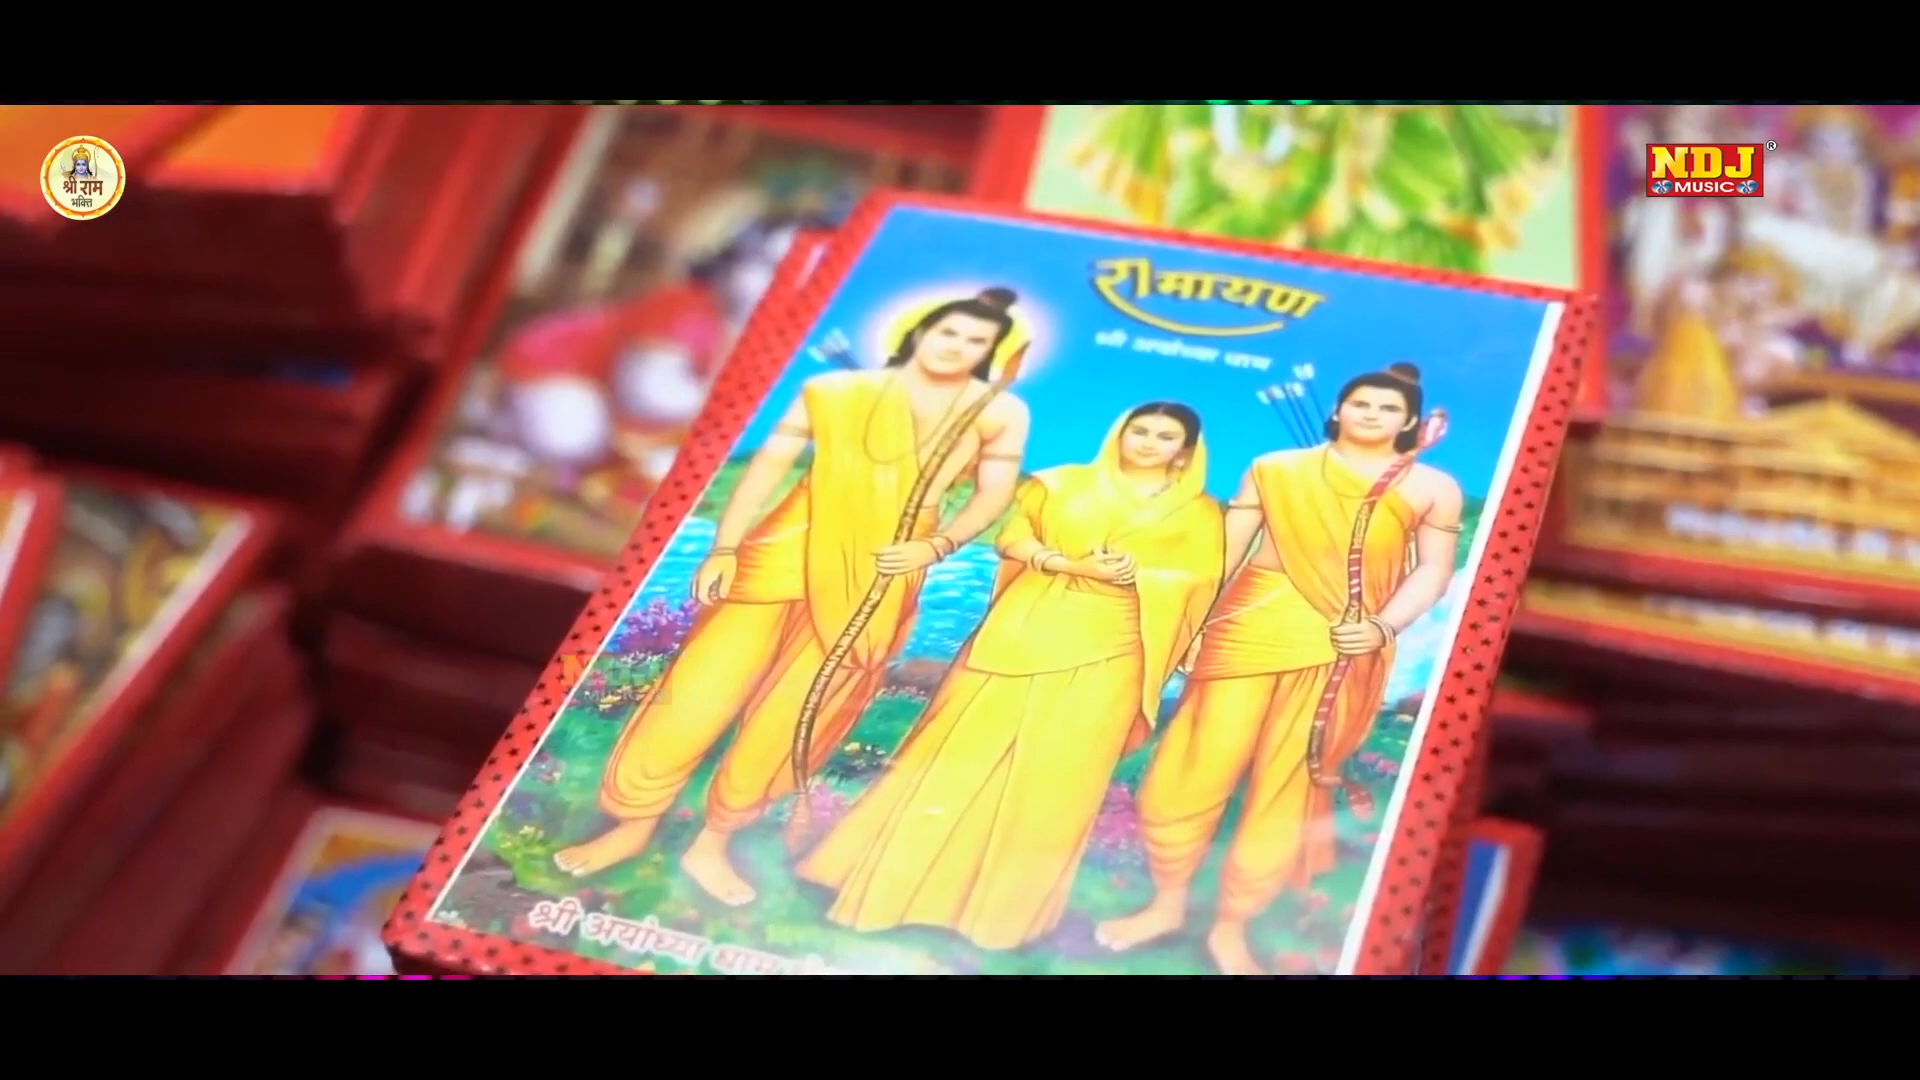 श्री राम
भक्ति
NDJ
MUSIC
®
रामायण
श्री अयोध्या धाम
श्री अयोध्या धाम